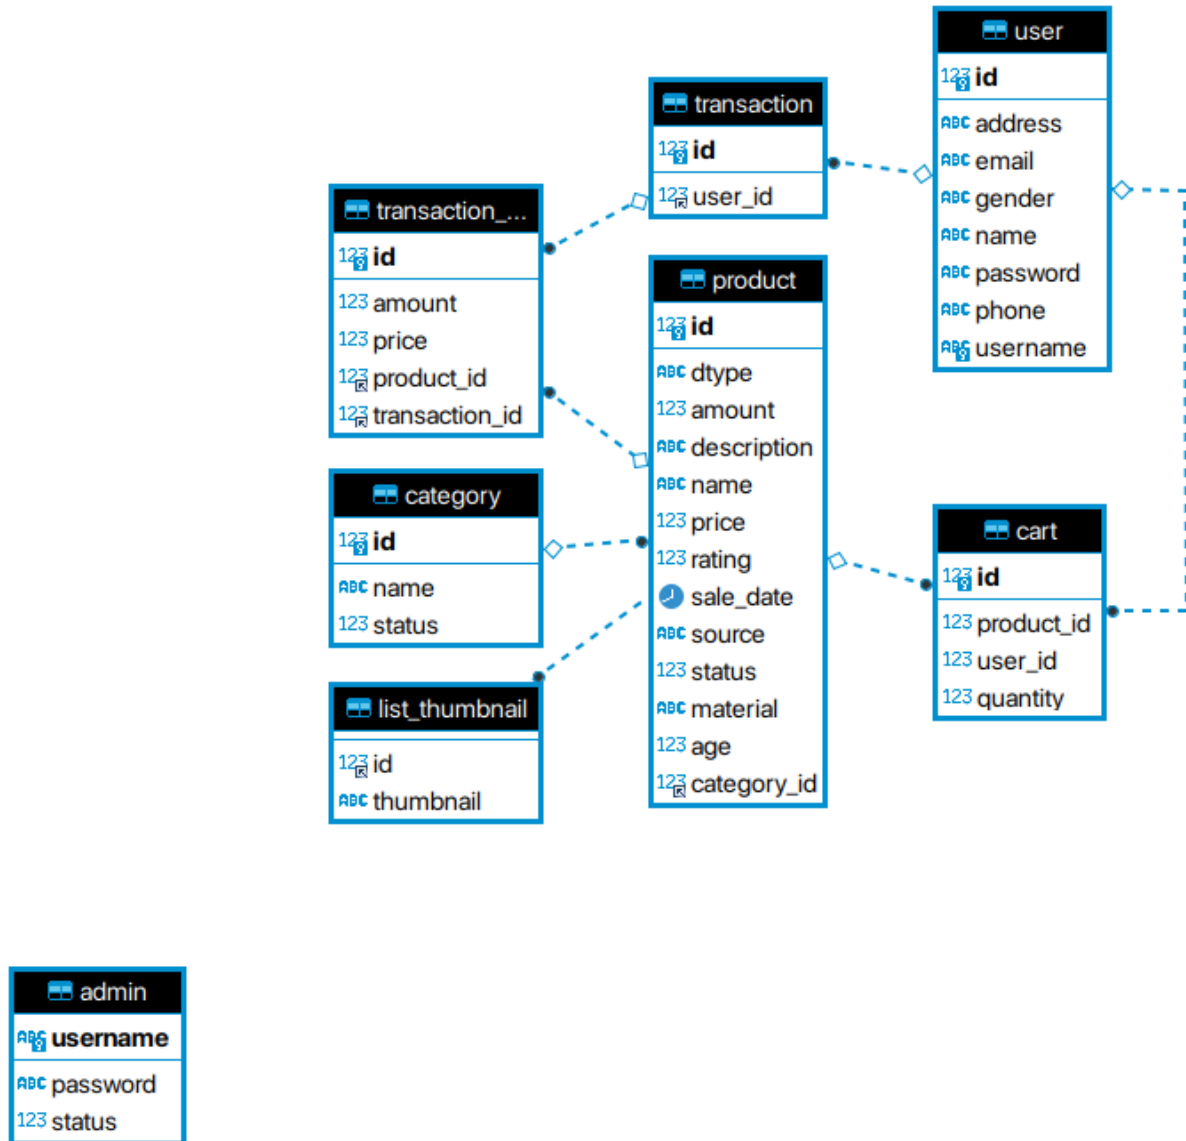 user
id
address
email
gender
name
password
phone
username
transaction
id
user_id
transaction_...
id
amount
price
product_id
transaction_id
product
id
dtype
amount
description
name
price
rating
sale_date
source
status
material
age
category_id
category
id
name
status
cart
id
product_id
user_id
quantity
list_thumbnail
id
thumbnail
admin
username
password
status